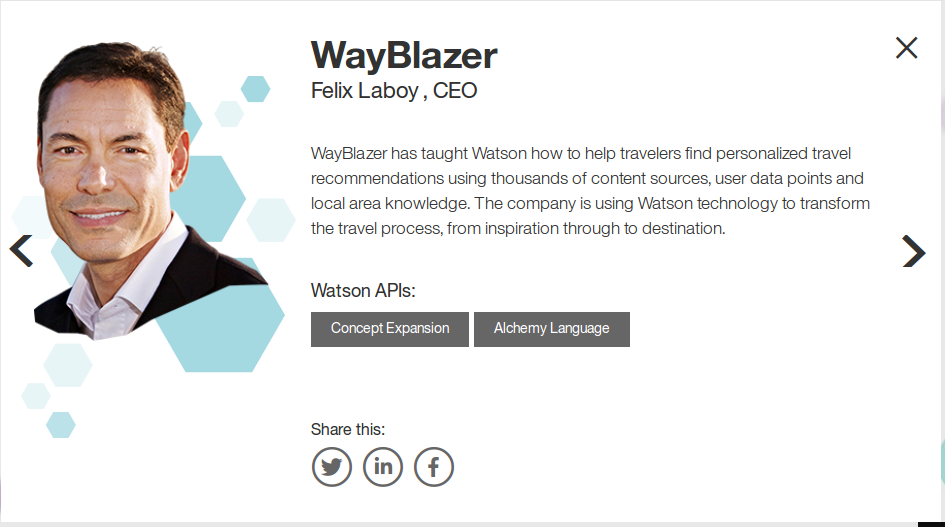 WayBlazer
Felix Laboy , CEO
WayBlazer has taught Watson how to help travelers find personalized travel
recommendations using thousands of content sources, user data points and
local area knowledge. The company is using Watson technology to transform
the travel process, from inspiration through to destination.
Watson APIs:
Concept Expansion Alchemy Language
Share this:
in f